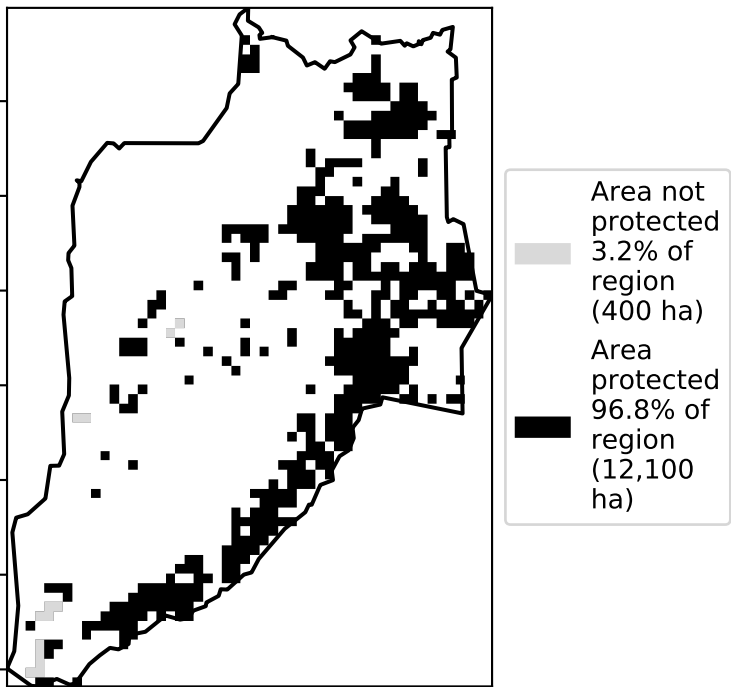 Area not
protected
3.2% of
region
(400 ha)
Area
protected
96.8% of
region
(12,100
ha)